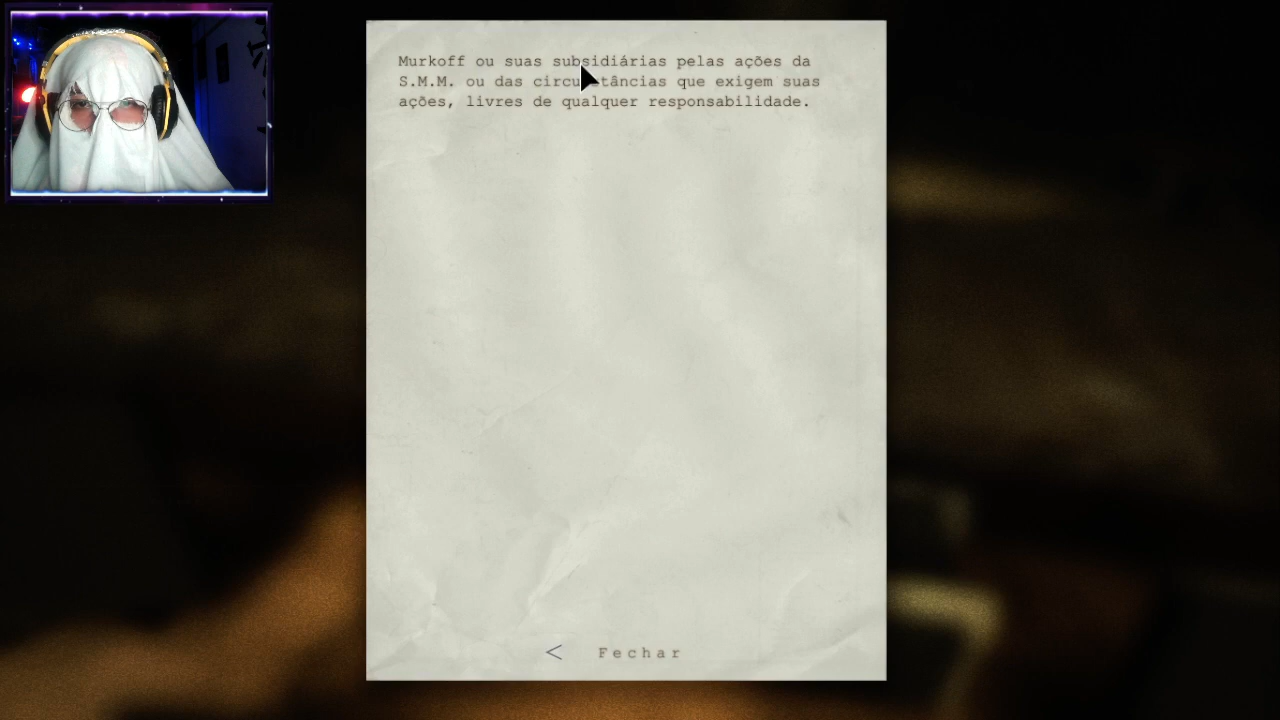 Murkoff ou suas subsidiárias pelas ações da
S.M.M. ou das circunstâncias que exigem suas
ações, livres de qualquer responsabilidade.
< Fechar